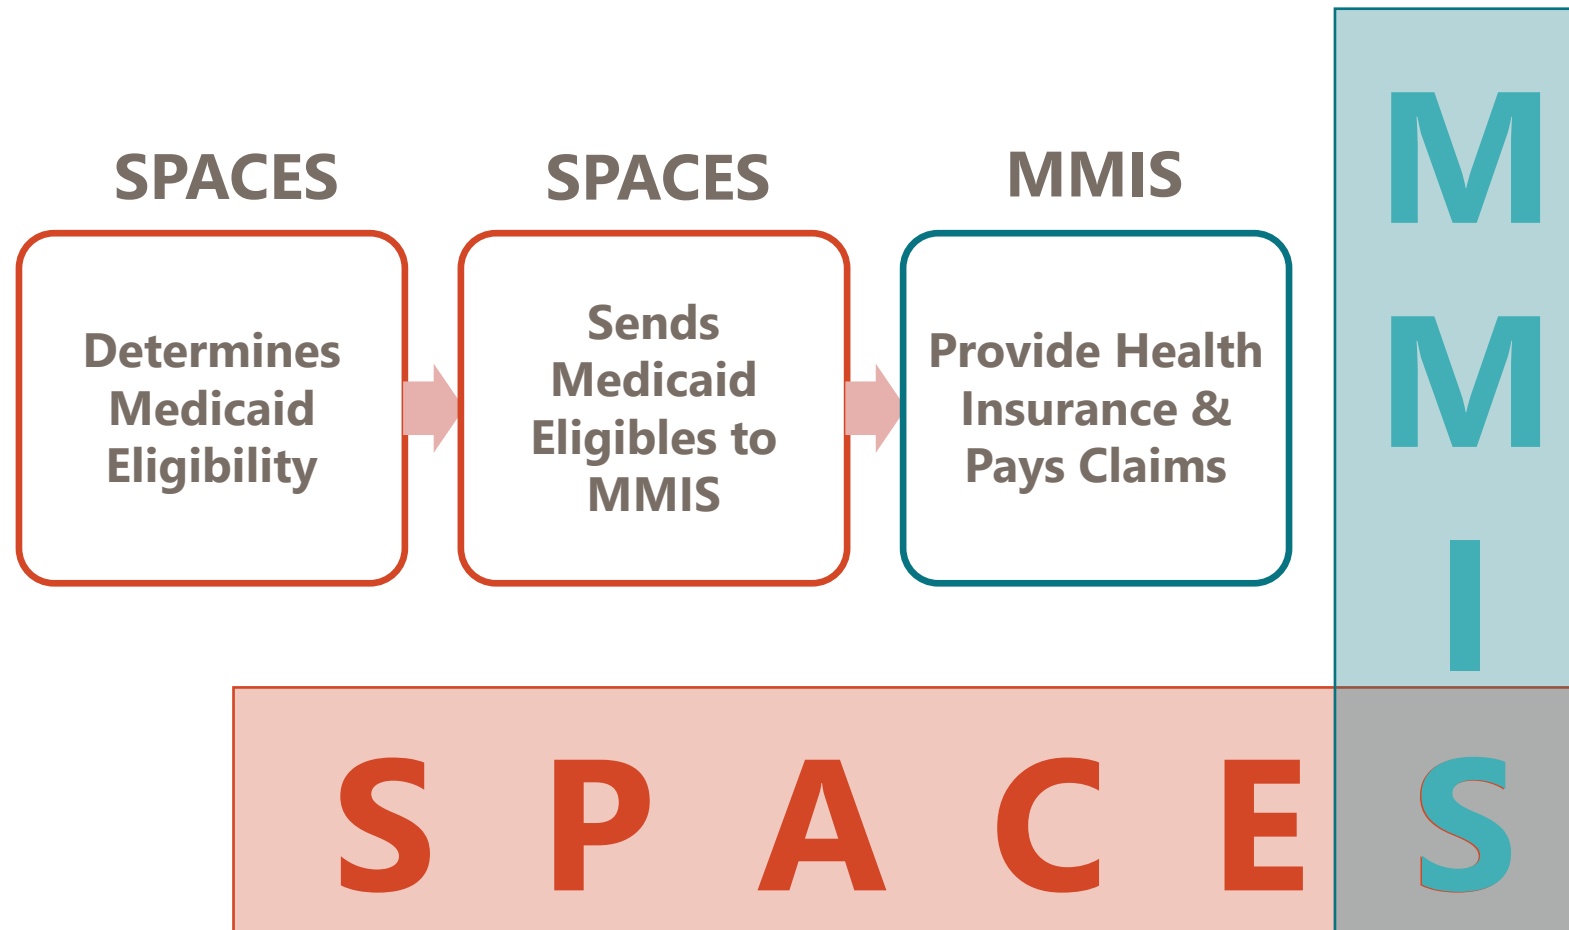 SPACES
Determines
Medicaid
Eligibility
SPACES
Sends
Medicaid
Eligibles to
MMIS
MMIS
Provide Health
Insurance &
Pays Claims
M
M
I
S P A C E S